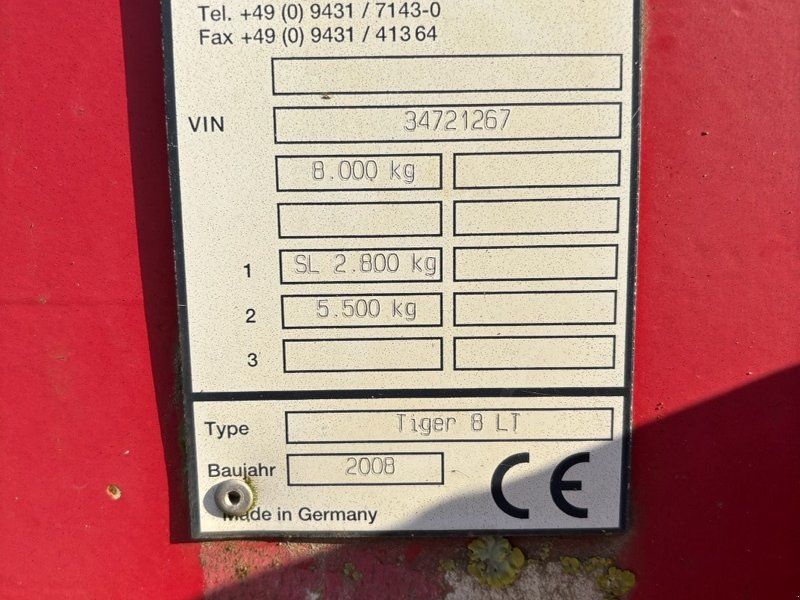 Tel. +49 (0) 9431 / 7143-0
Fax +49 (0) 9431 / 413 64
VIN 34721267
8.000 kg
1 SL 2.800 kg
2 5.500 kg
3
Type Tiger 8 LT
Baujahr 2008
CE
Made in Germany